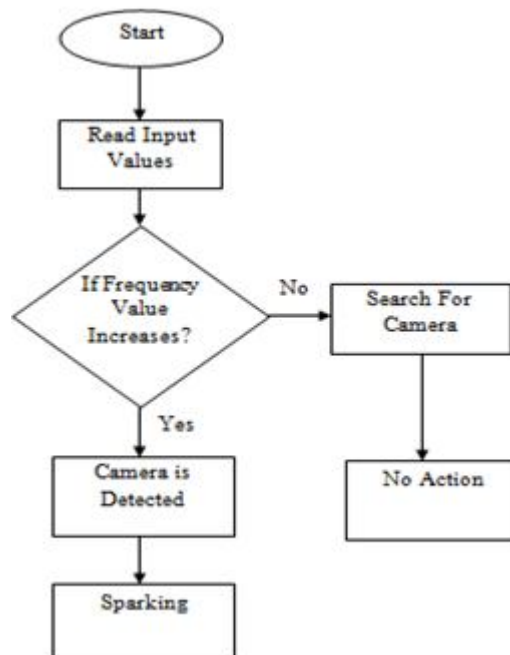 Start
Read Input
Values
If Frequency
Value
Increases?
No
Search For
Camera
Yes
Camera is
Detected
No Action
Sparking